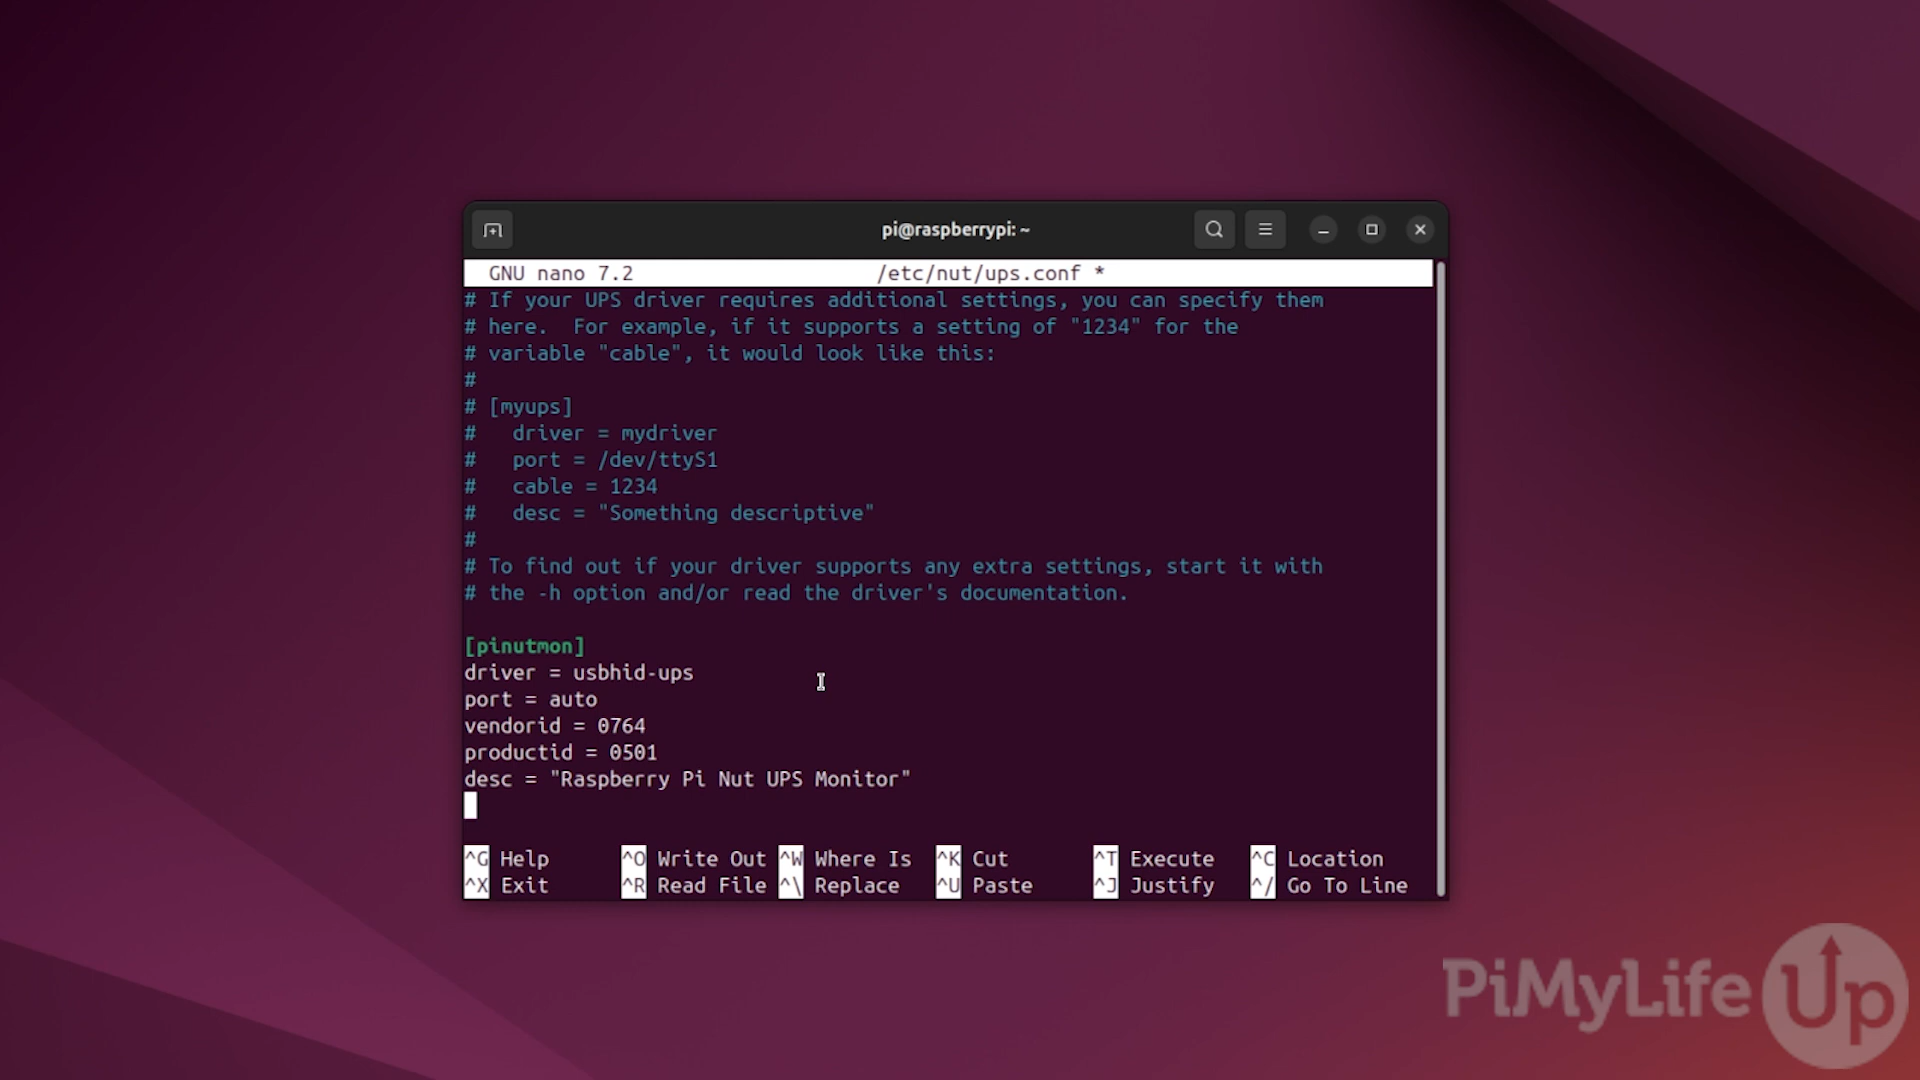 pi@raspberrypi: ~
GNU nano 7.2 /etc/nut/ups.conf *
# If your UPS driver requires additional settings, you can specify them
# here.  For example, if it supports a setting of "1234" for the
# variable "cable", it would look like this:
#
# [myups]
#   driver = mydriver
#   port = /dev/ttyS1
#   cable = 1234
#   desc = "Something descriptive"
#
# To find out if your driver supports any extra settings, start it with
# the -h option and/or read the driver's documentation.
[pinutmon]
driver = usbhid-ups
port = auto
vendorid = 0764
productid = 0501
desc = "Raspberry Pi Nut UPS Monitor"
^G Help ^O Write Out ^W Where Is ^K Cut ^T Execute ^C Location
^X Exit ^R Read File ^\ Replace ^U Paste ^J Justify ^/ Go To Line
PiMyLifeUp